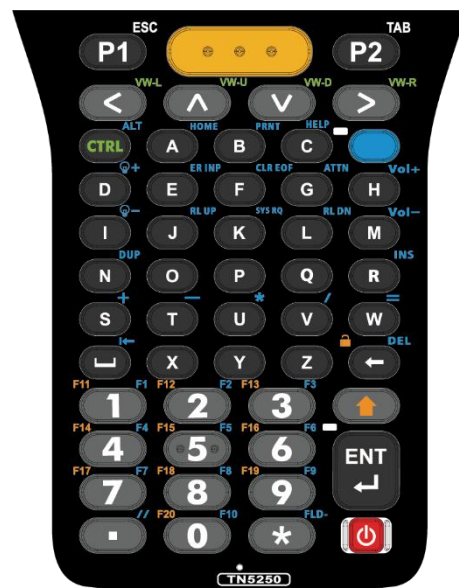 ESC TAB
P1 P2
VW-L VW-U VW-D VW-R
< ∧ ∨ >
ALT HOME PRNT HELP
CTRL A B C
+ ER INP CLR EOF ATTN Vol+
D E F G H
- RL UP SYS RQ RL DN Vol-
I J K L M
DUP INS
N O P Q R
+ - * / =
S T U V W
DEL
X Y Z
F11 F1 F12 F2 F13 F3
1 2 3
F14 F4 F15 F5 F16 F6
4 5 6 ENT
F17 F7 F18 F8 F19 F9
7 8 9
// F20 F10 FLD-
. 0 *
TN5250